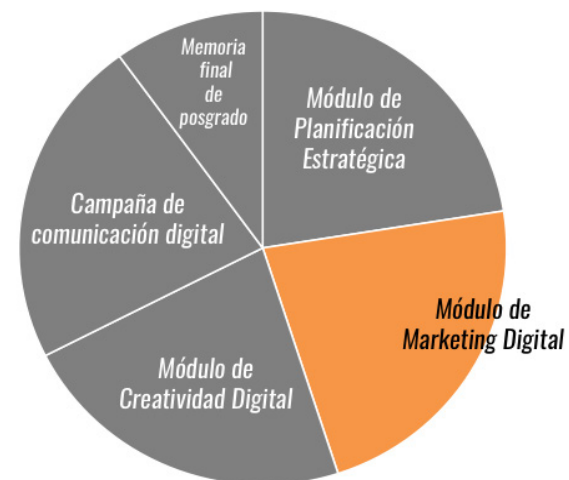 Memoria
final
de
posgrado
Módulo de
Planificación
Estratégica
Campaña de
comunicación digital
Módulo de
Marketing Digital
Módulo de
Creatividad Digital